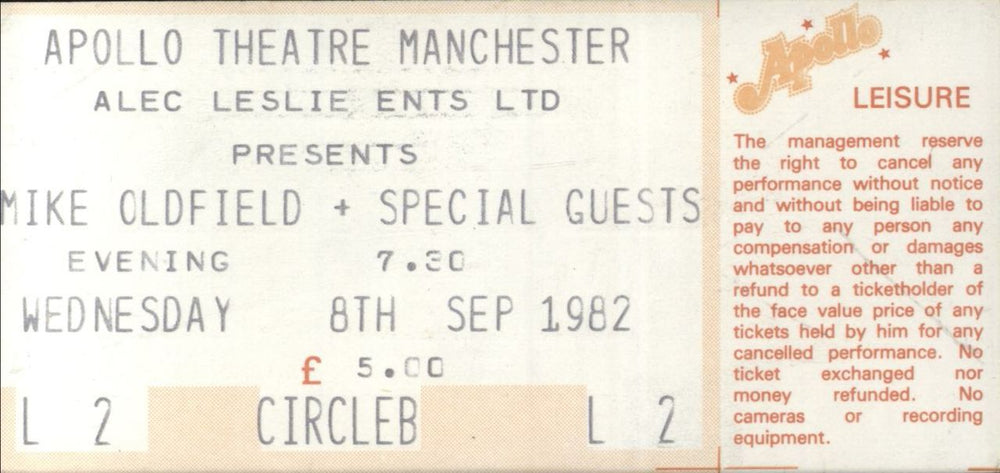 APOLLO THEATRE MANCHESTER
ALEC LESLIE ENTS LTD
PRESENTS
MIKE OLDFIELD + SPECIAL GUESTS
EVENING 7.30
WEDNESDAY 8TH SEP 1982
£ 5.00
L 2 CIRCLEB L 2
Apollo
LEISURE
The management reserve
the right to cancel any
performance without notice
and without being liable to
pay to any person any
compensation or damages
whatsoever other than a
refund to a ticketholder of
the face value price of any
tickets held by him for any
cancelled performance. No
ticket exchanged nor
money refunded. No
cameras or recording
equipment.